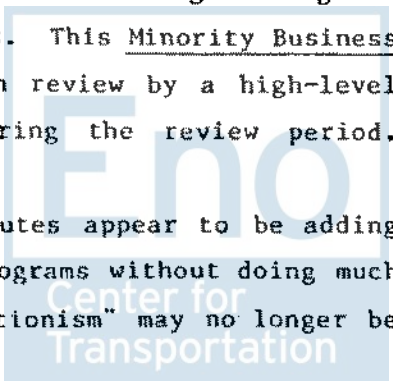 . This Minority Business
review by a high-level
ring the review period.
Eno
utes appear to be adding
ograms without doing much
Center for
tionism" may no longer be
Transportation